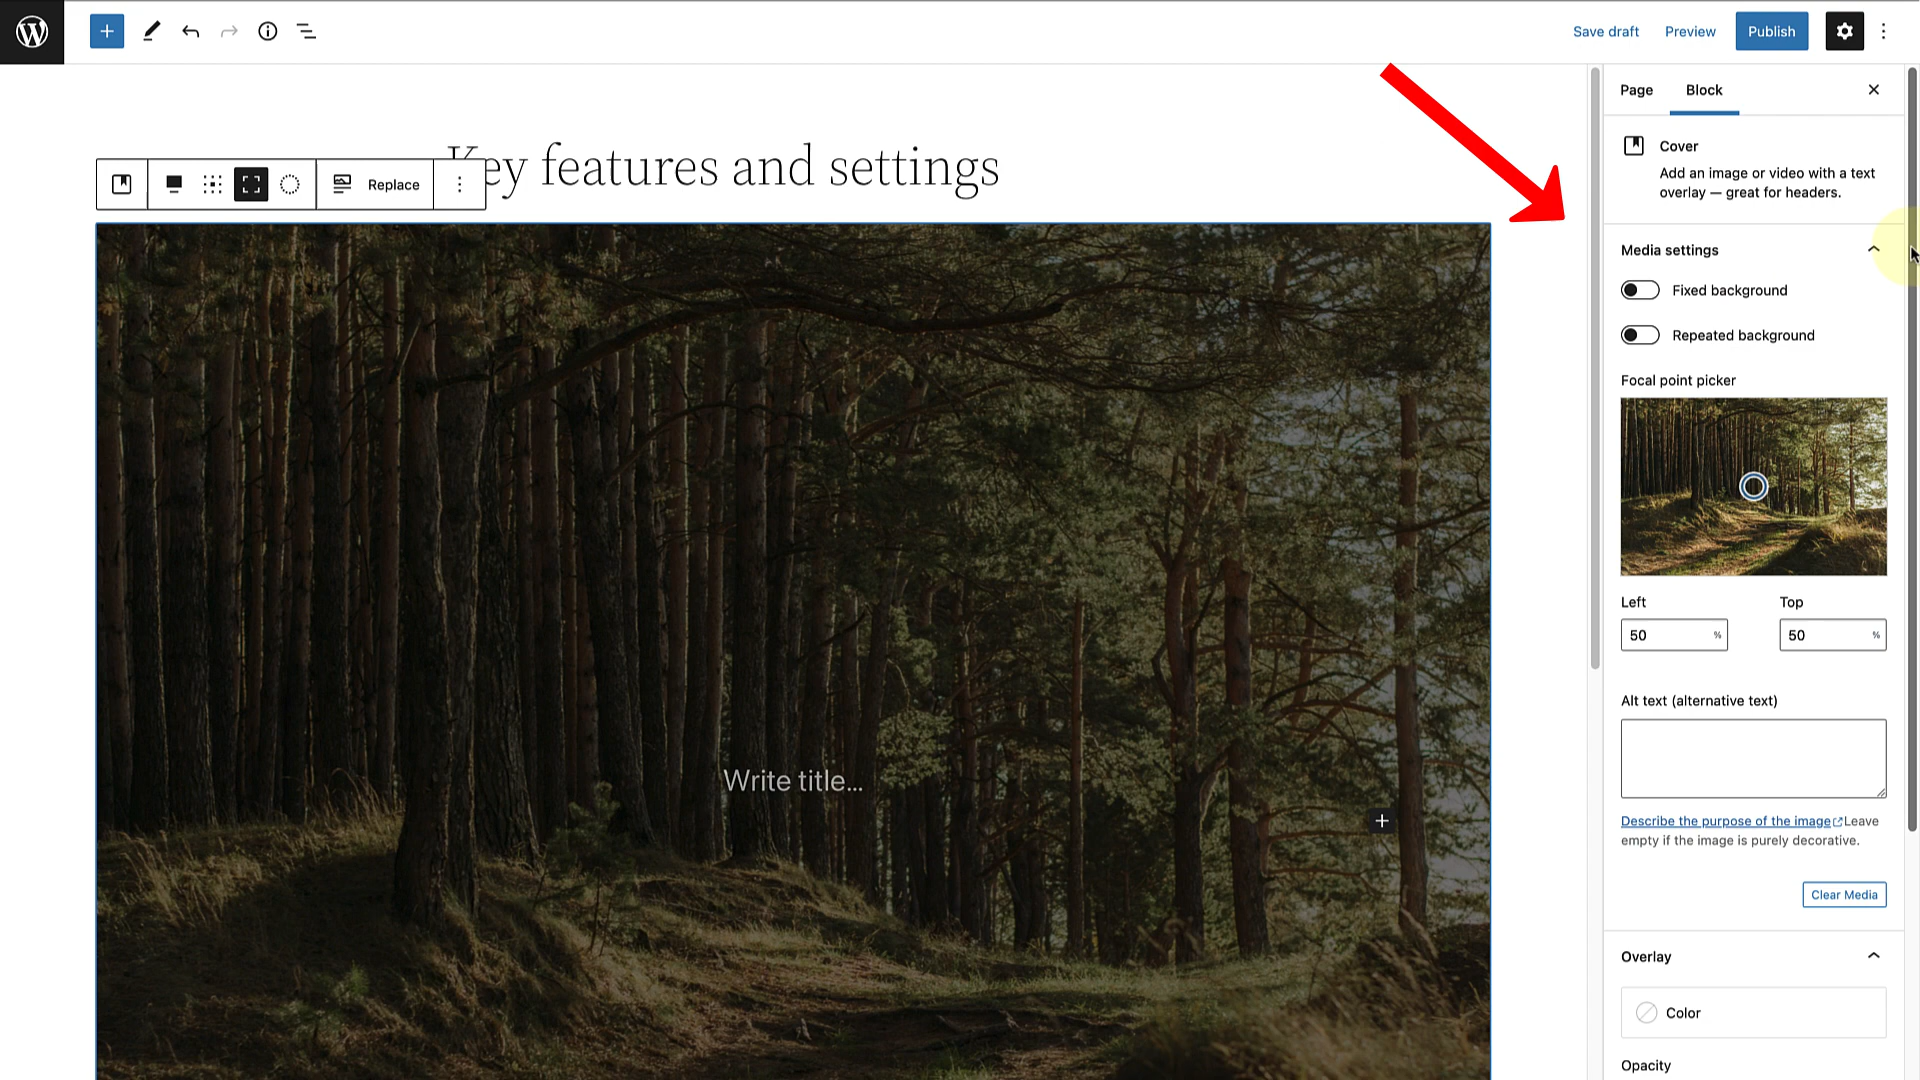 Save draft
Preview
Publish
Page
Block
Cover
Add an image or video with a text
overlay — great for headers.
Key features and settings
Replace
Media settings
Fixed background
Repeated background
Focal point picker
Left
Top
50 %
50 %
Write title...
Alt text (alternative text)
Describe the purpose of the image Leave
empty if the image is purely decorative.
Clear Media
Overlay
Color
Opacity